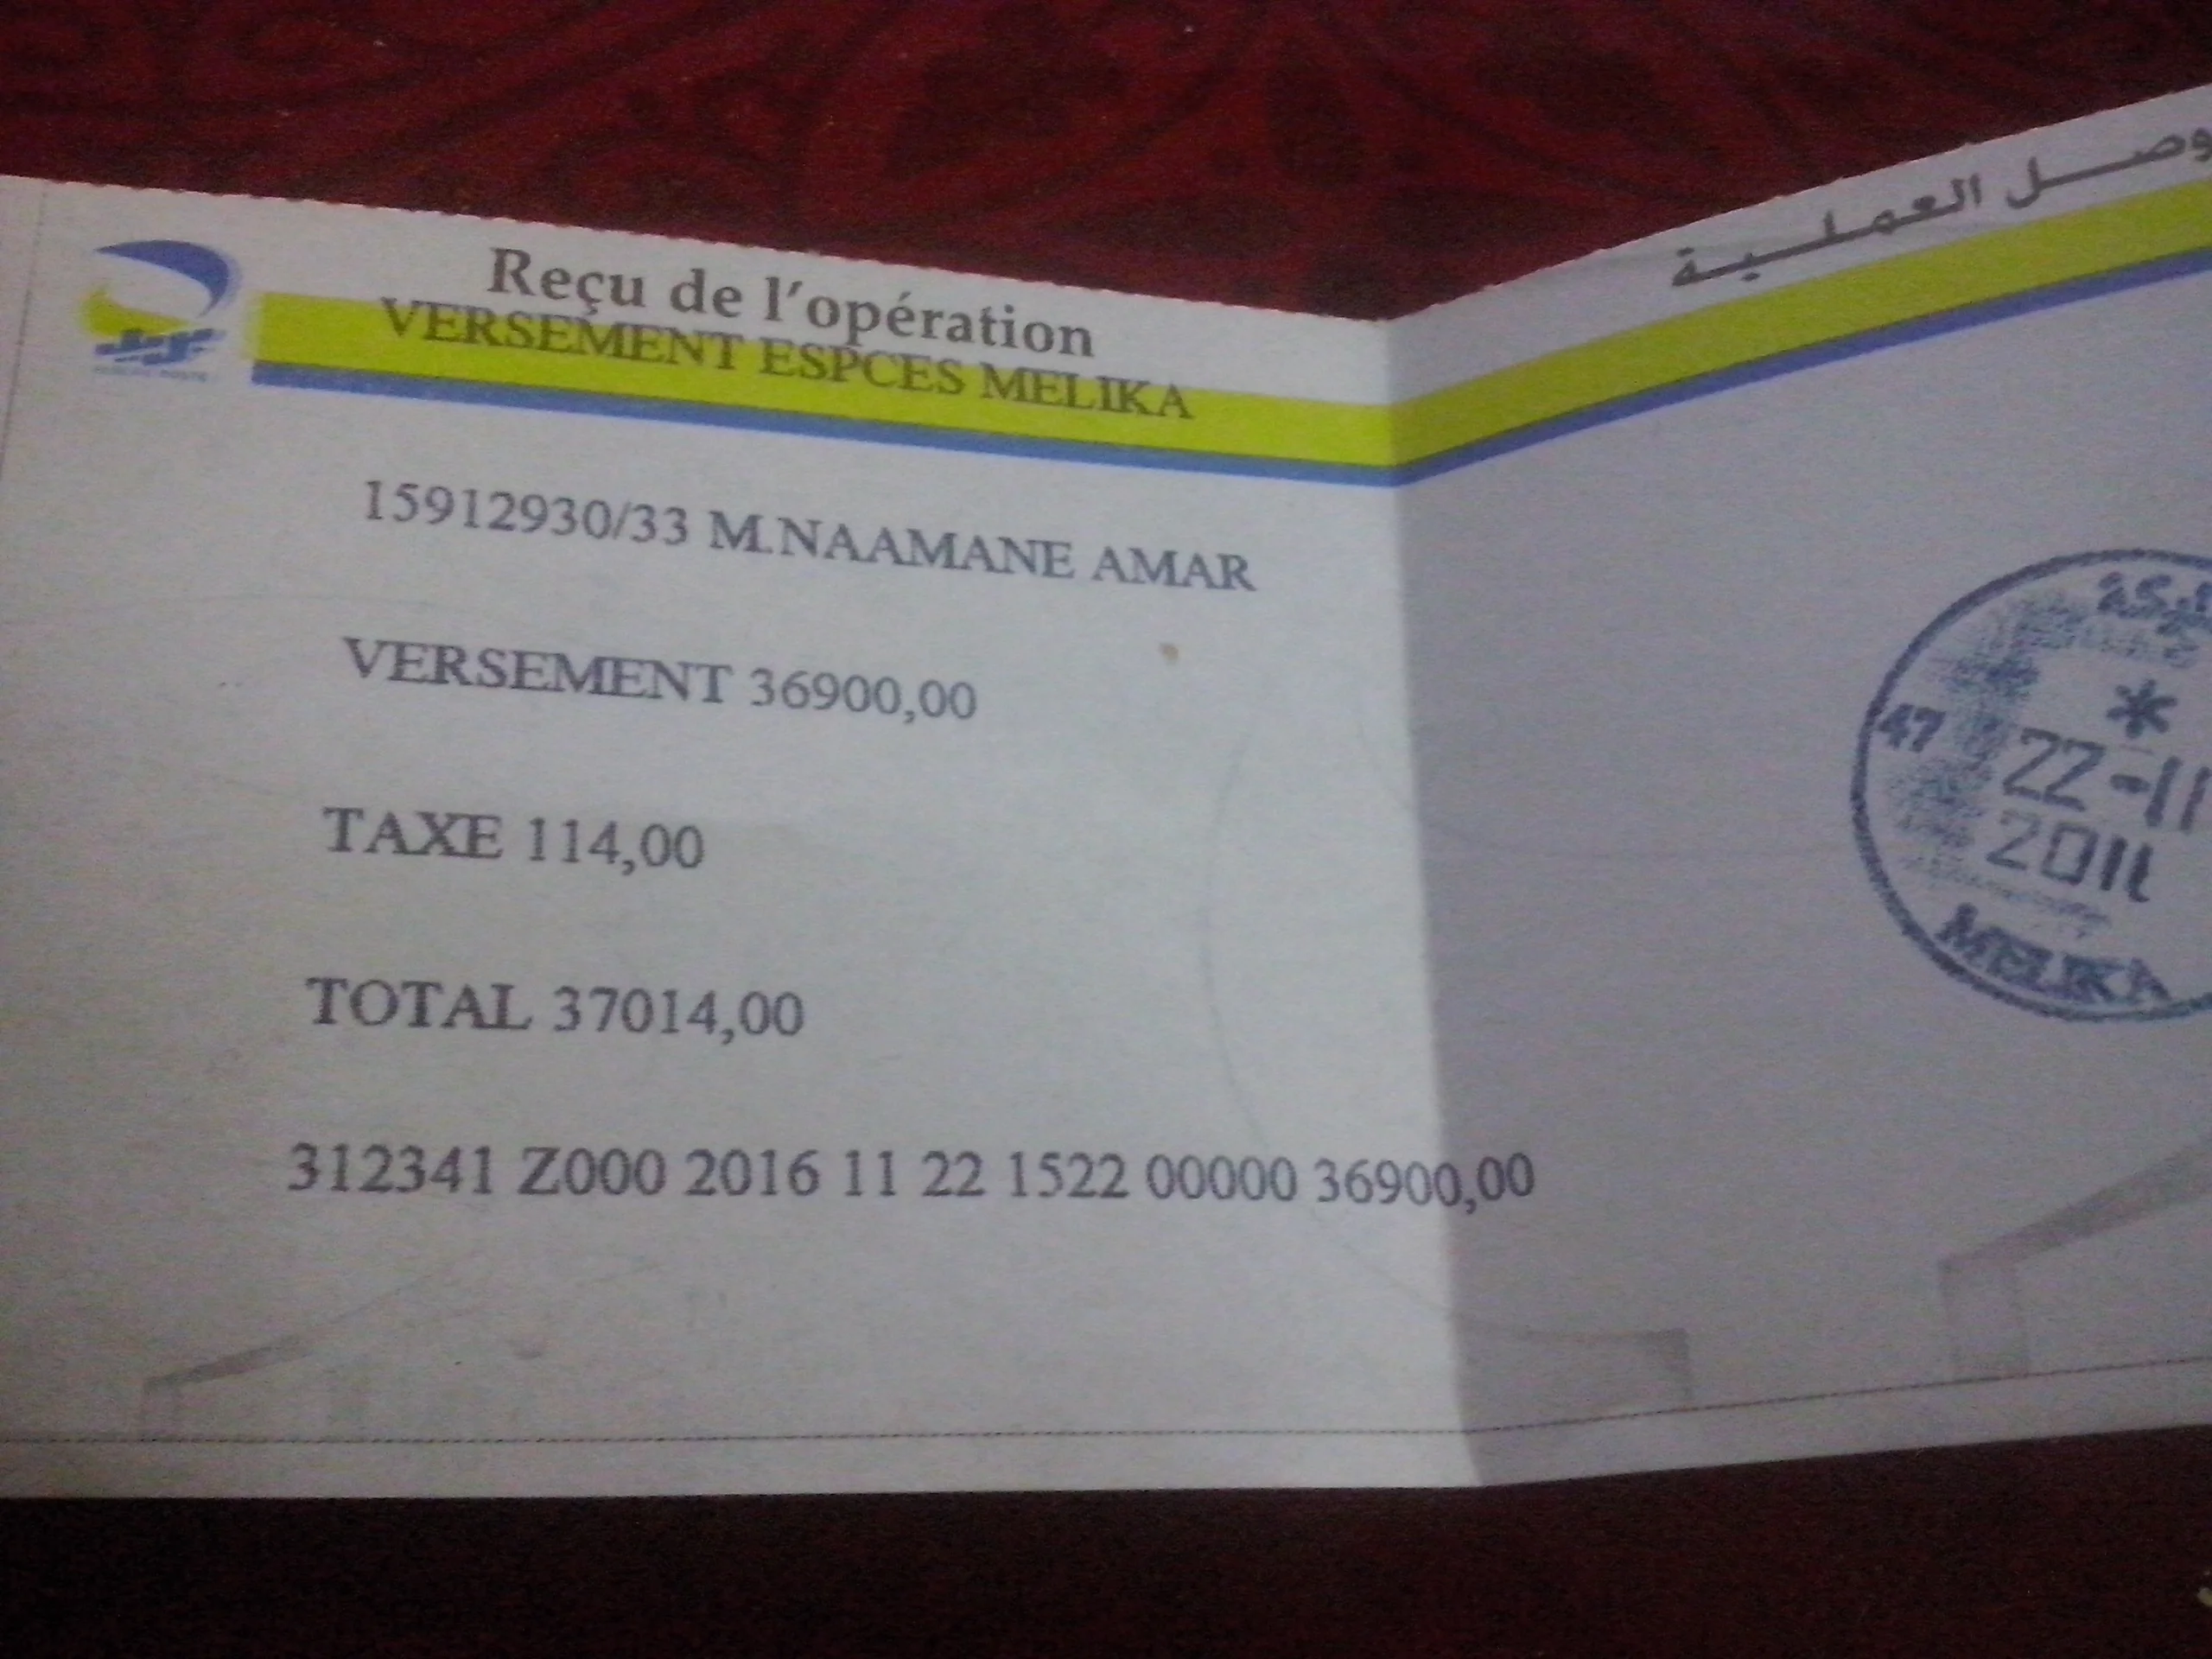 Reçu de l'opération
وصل العملية
VERSEMENT ESPCES MELIKA
15912930/33 M.NAAMANE AMAR
VERSEMENT 36900,00
TAXE 114,00
TOTAL 37014,00
312341 Z000 2016 11 22 1522 00000 36900,00
*
47
22-11
2011
MELIKA